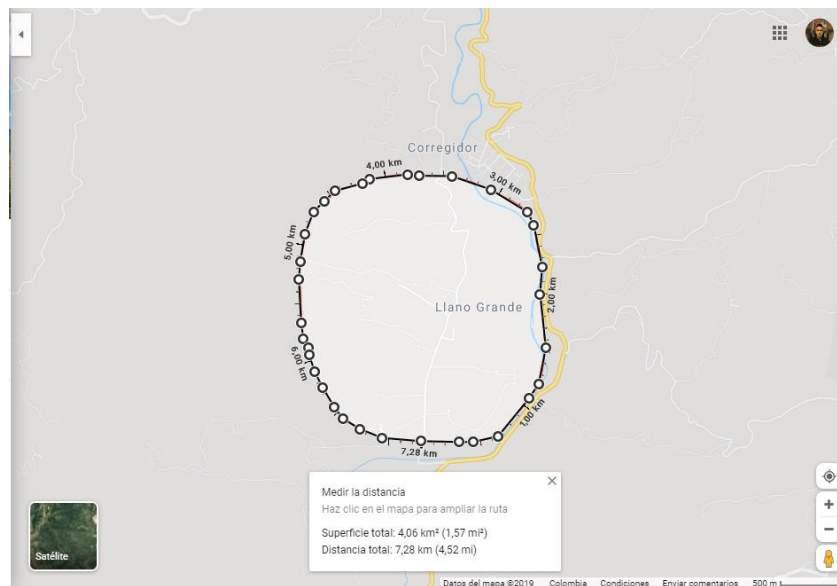 Corregidor
4,00 km
3,00 km
5,00 km
Llano Grande
2,00 km
6,00 km
1,00 km
7,28 km
Medir la distancia
Haz clic en el mapa para ampliar la ruta
Superficie total: 4,06 km² (1,57 mi²)
Distancia total: 7,28 km (4,52 mi)
Satélite
Datos del mapa ©2019 Colombia Condiciones Enviar comentarios 500 m